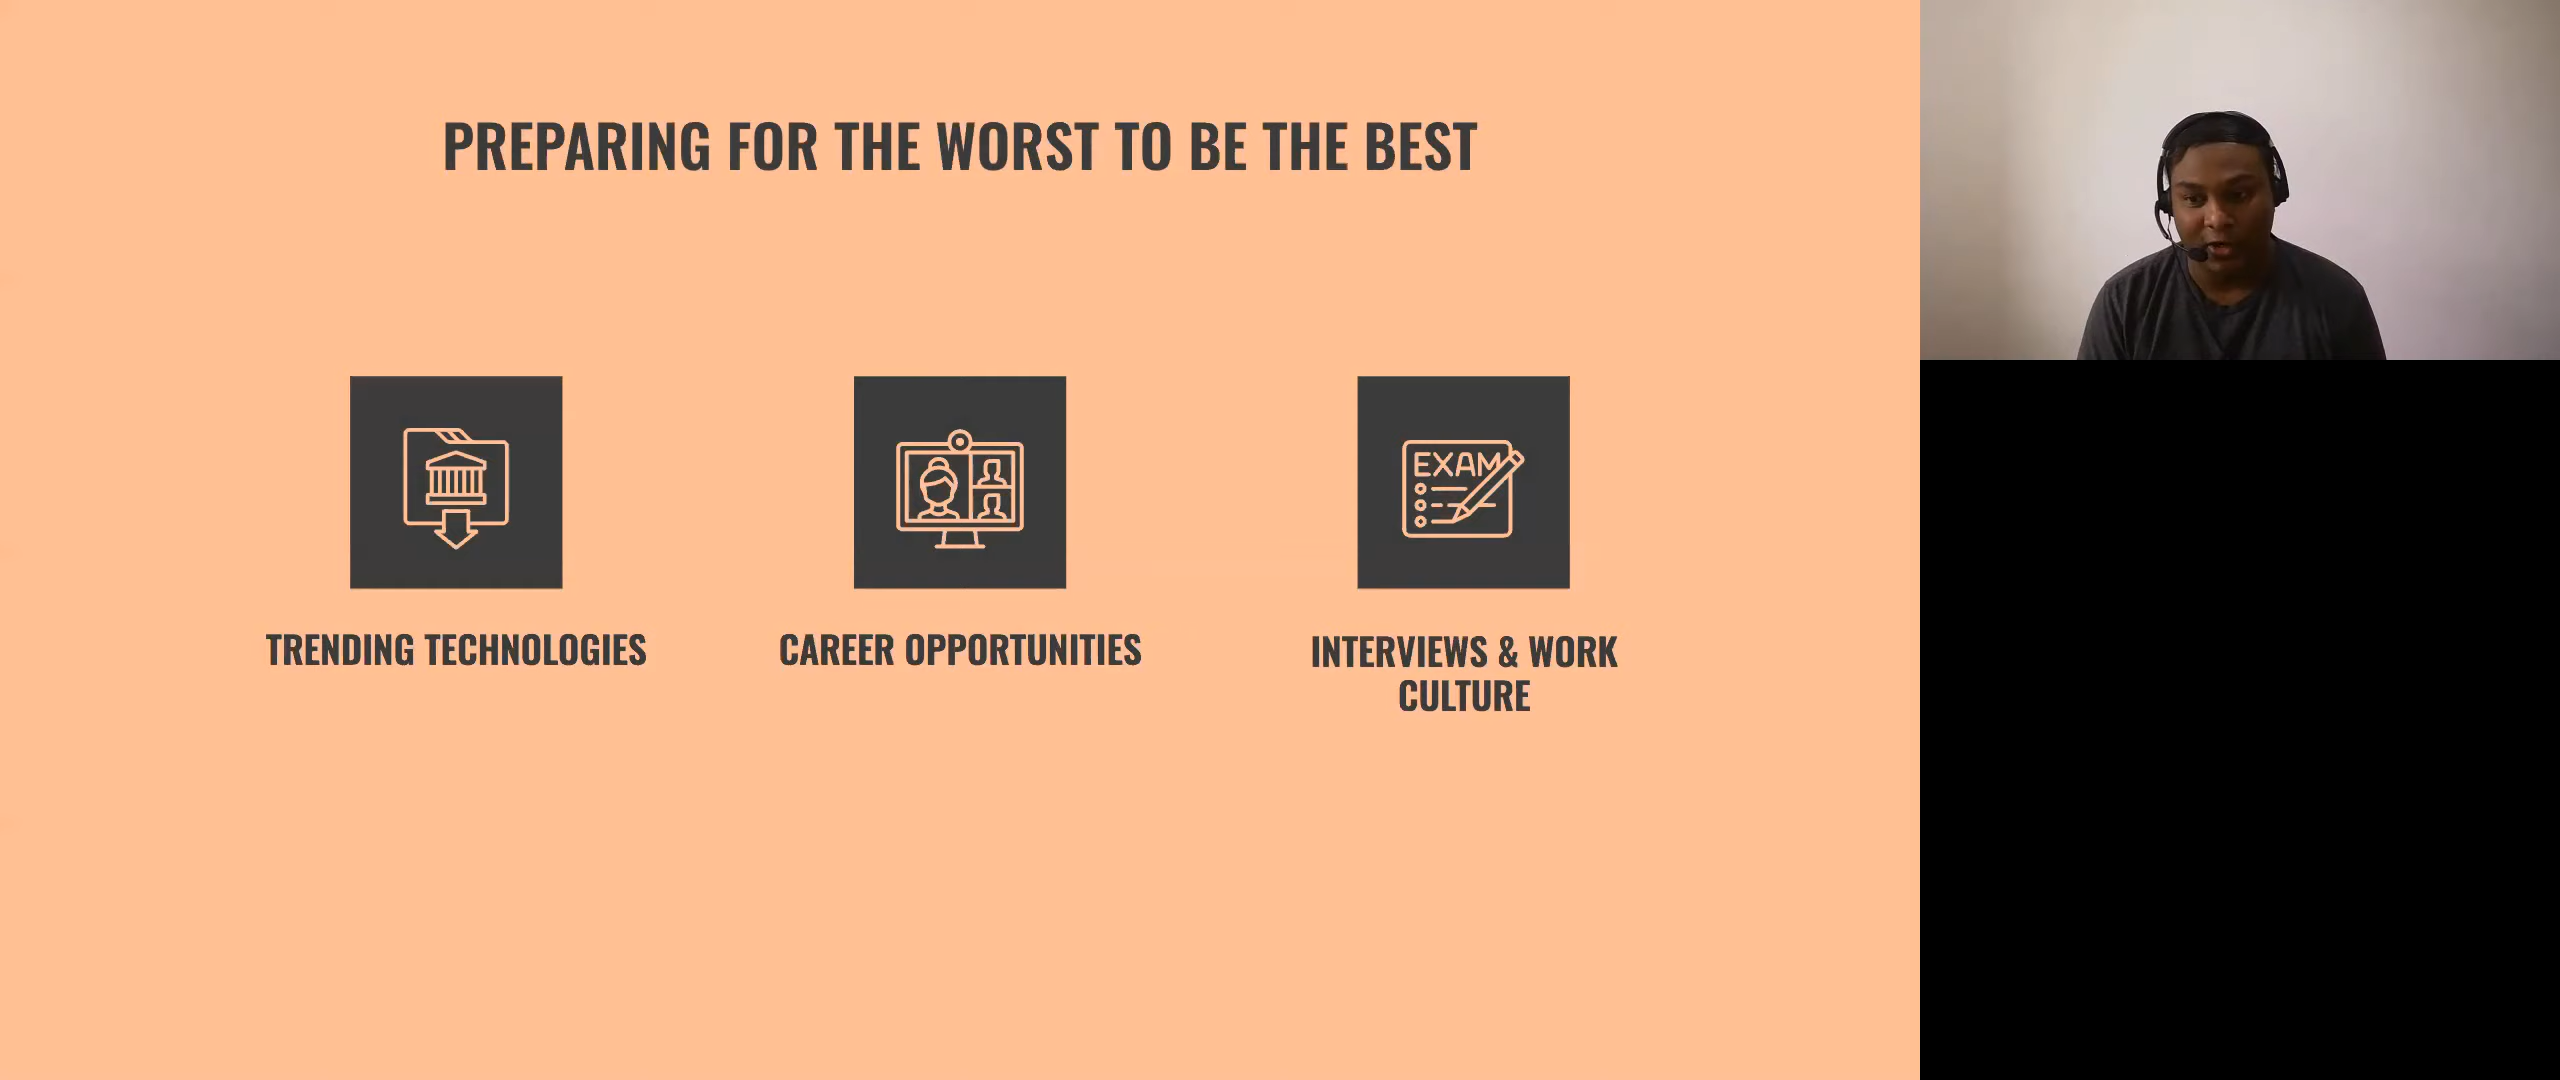 PREPARING FOR THE WORST TO BE THE BEST
EXAM
TRENDING TECHNOLOGIES
CAREER OPPORTUNITIES
INTERVIEWS & WORK
CULTURE